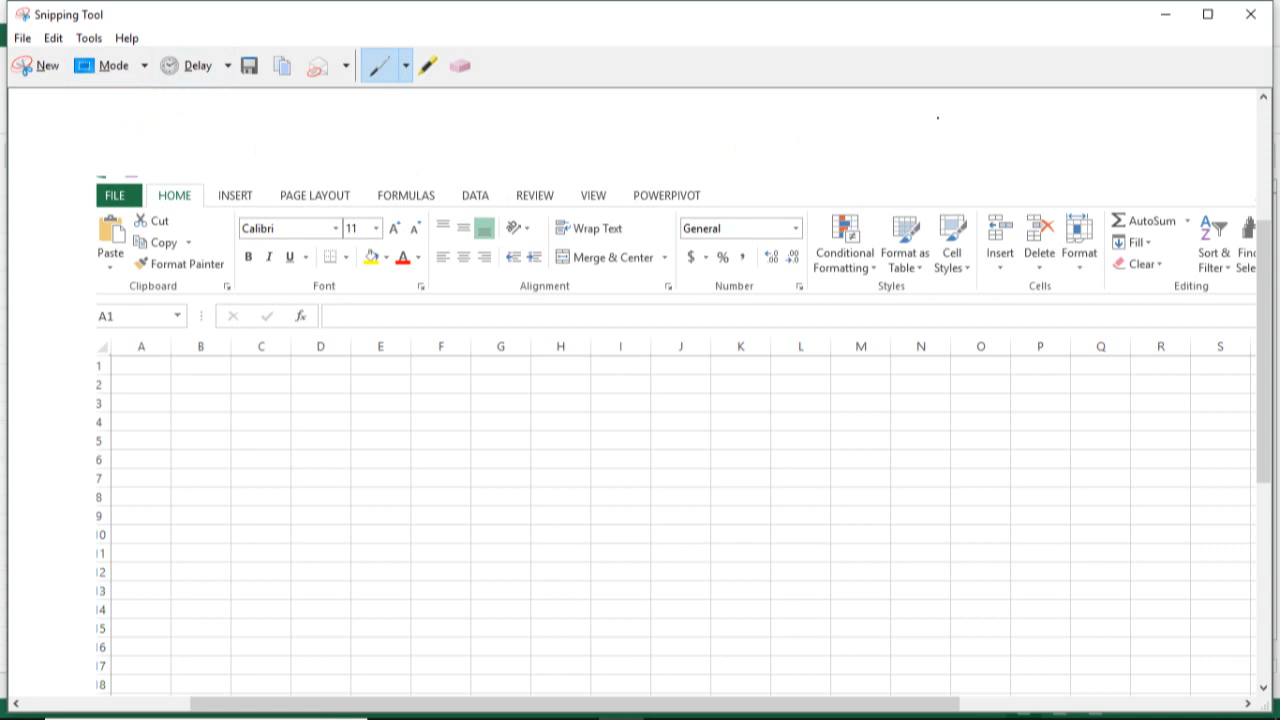 Snipping Tool
File Edit Tools Help
New Mode Delay
FILE HOME INSERT PAGE LAYOUT FORMULAS DATA REVIEW VIEW POWERPIVOT
Cut
Copy
Format Painter
Paste
Clipboard
Calibri 11 A A
B I U A
Font
Wrap Text
Merge & Center
Alignment
General
$ % , .00 .00
Number
Conditional Formatting
Format as Table
Cell Styles
Styles
Insert Delete Format
Cells
AutoSum
Fill
Clear
Sort & Filter
Editing
A1 fx
A B C D E F G H I J K L M N O P Q R S
1
2
3
4
5
6
7
8
9
10
11
12
13
14
15
16
17
18